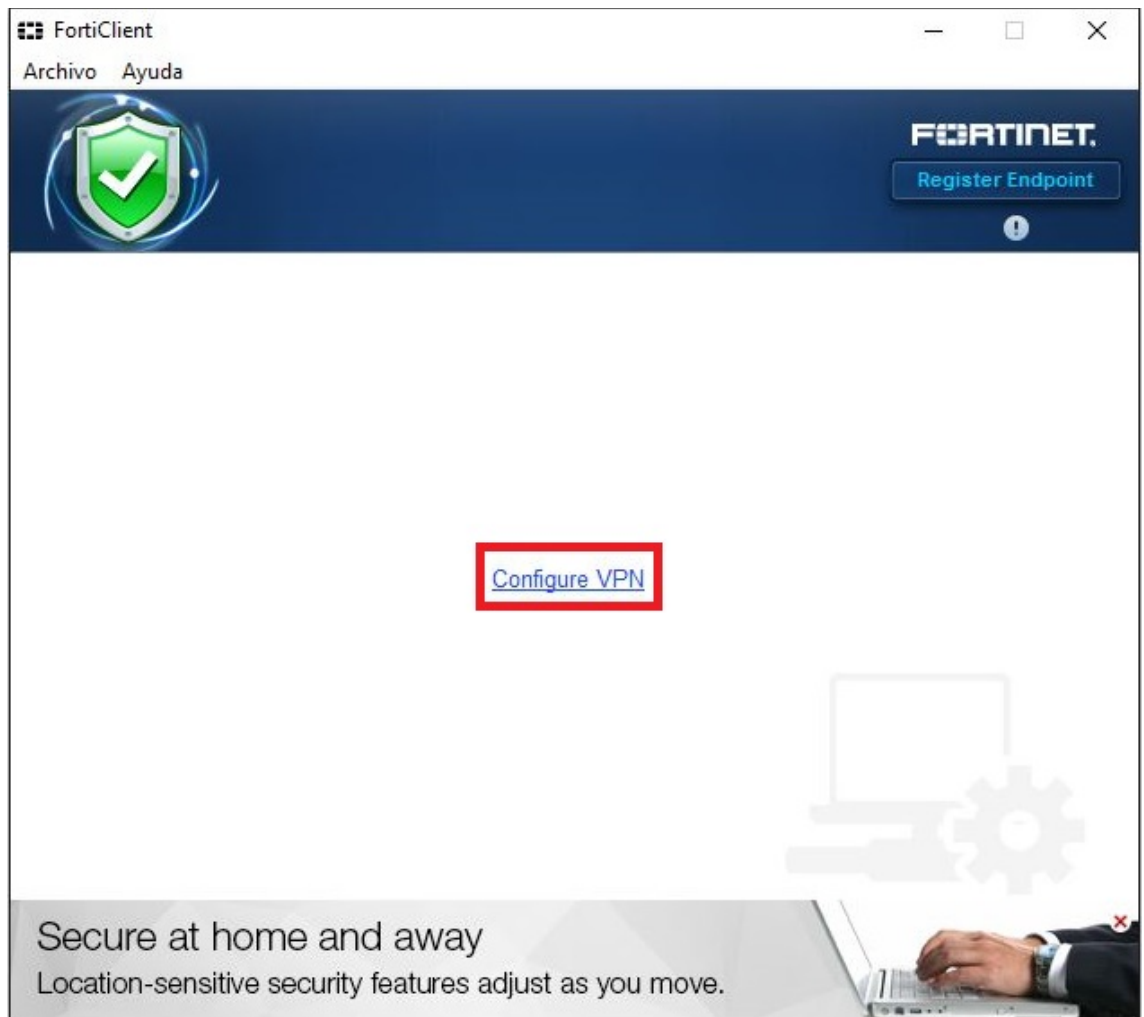 FortiClient
Archivo Ayuda
FORTINET
Register Endpoint
Configure VPN
Secure at home and away
Location-sensitive security features adjust as you move.